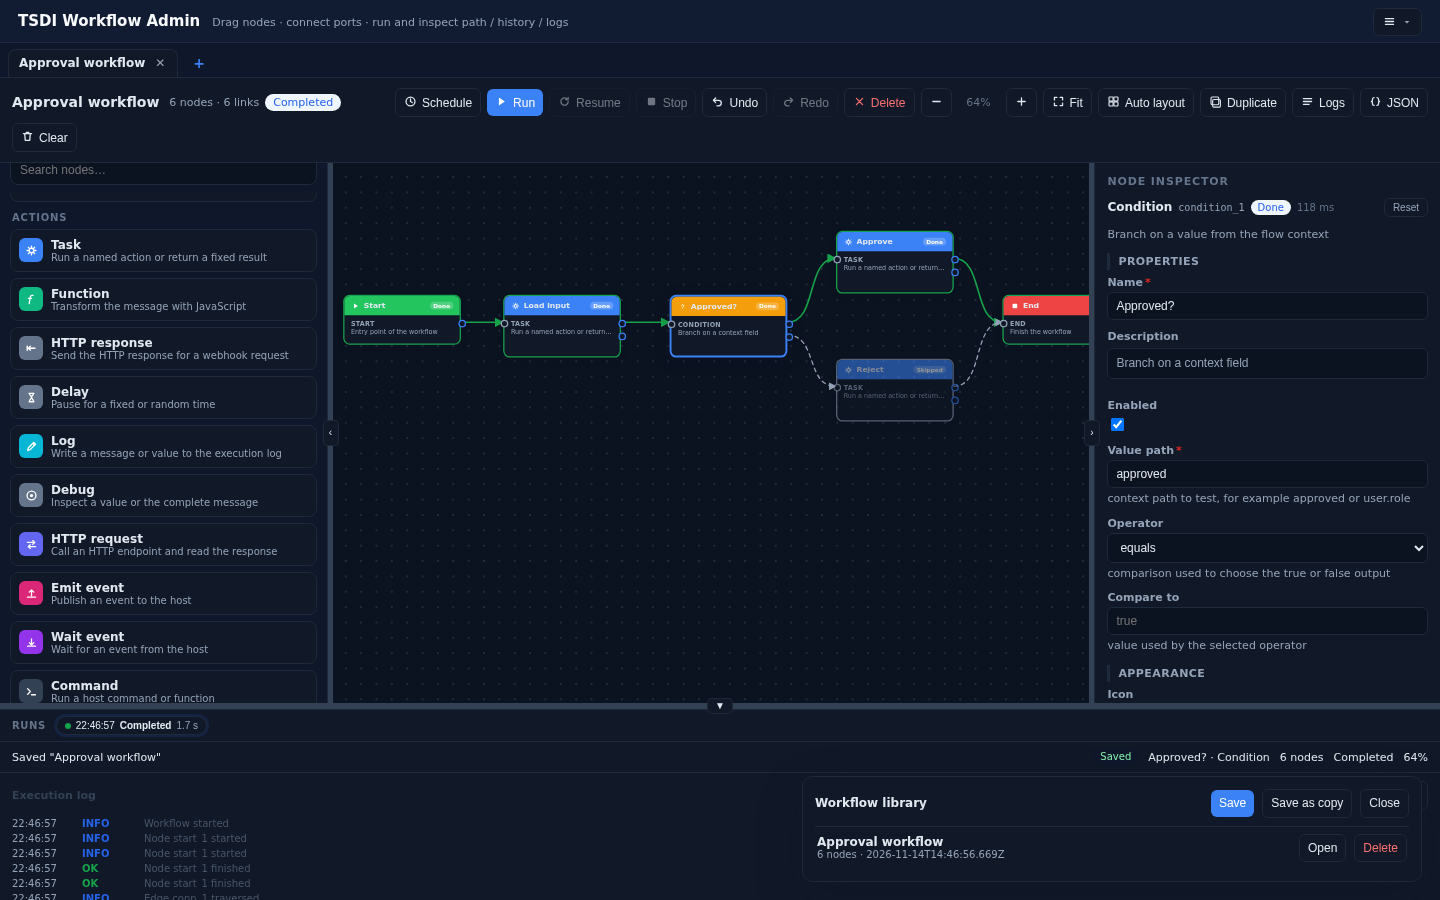 TSDI Workflow Admin
Drag nodes · connect ports · run and inspect path / history / logs
Approval workflow
Approval workflow
6 nodes · 6 links
Completed
Schedule
Run
Resume
Stop
Undo
Redo
Delete
64%
Fit
Auto layout
Duplicate
Logs
JSON
Clear
Search nodes…
ACTIONS
Task
Run a named action or return a fixed result
Function
Transform the message with JavaScript
HTTP response
Send the HTTP response for a webhook request
Delay
Pause for a fixed or random time
Log
Write a message or value to the execution log
Debug
Inspect a value or the complete message
HTTP request
Call an HTTP endpoint and read the response
Emit event
Publish an event to the host
Wait event
Wait for an event from the host
Command
Run a host command or function
Start
Done
START
Entry point of the workflow
Load input
Done
TASK
Run a named action or return…
Approved?
Done
CONDITION
Branch on a context field
Approve
Done
TASK
Run a named action or return…
Reject
Skipped
TASK
Run a named action or return…
End
END
Finish the workflow
NODE INSPECTOR
Condition condition_1 Done 118 ms
Reset
Branch on a value from the flow context
PROPERTIES
Name*
Approved?
Description
Branch on a context field
Enabled
Value path*
approved
context path to test, for example approved or user.role
Operator
equals
comparison used to choose the true or false output
Compare to
true
value used by the selected operator
APPEARANCE
Icon
RUNS
22:46:57 Completed 1.7 s
Saved "Approval workflow"
Saved
Approved? · Condition
6 nodes
Completed
64%
Execution log
22:46:57 INFO Workflow started
22:46:57 INFO Node start_1 started
22:46:57 INFO Node start_1 started
22:46:57 OK Node start_1 finished
22:46:57 OK Node start_1 finished
22:46:57 INFO Edge conn_1 traversed
Workflow library
Save
Save as copy
Close
Approval workflow
6 nodes · 2026-11-14T14:46:56.669Z
Open
Delete